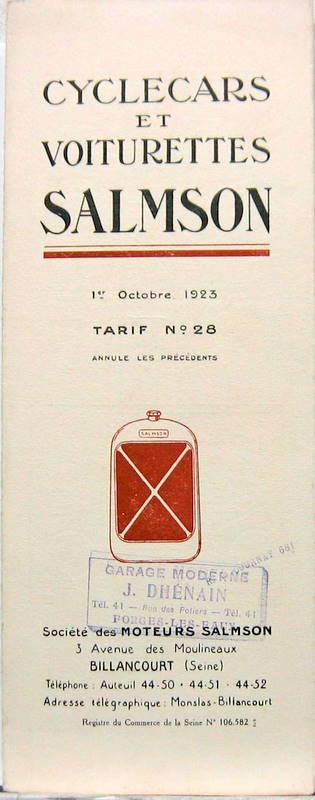 CYCLECARS
ET
VOITURETTES
SALMSON
1er Octobre 1923
TARIF No 28
ANNULE LES PRÉCÉDENTS
SALMSON
GARAGE MODERNE
J. DHÉNAIN
Tél. 41 — Rue des Potiers — Tél. 41
FORGES-LES-EAUX
Société des MOTEURS SALMSON
3 Avenue des Moulineaux
BILLANCOURT (Seine)
Téléphone : Auteuil 44-50 · 44-51 · 44-52
Adresse télégraphique : Monslas-Billancourt
Registre du Commerce de la Seine N° 106.582